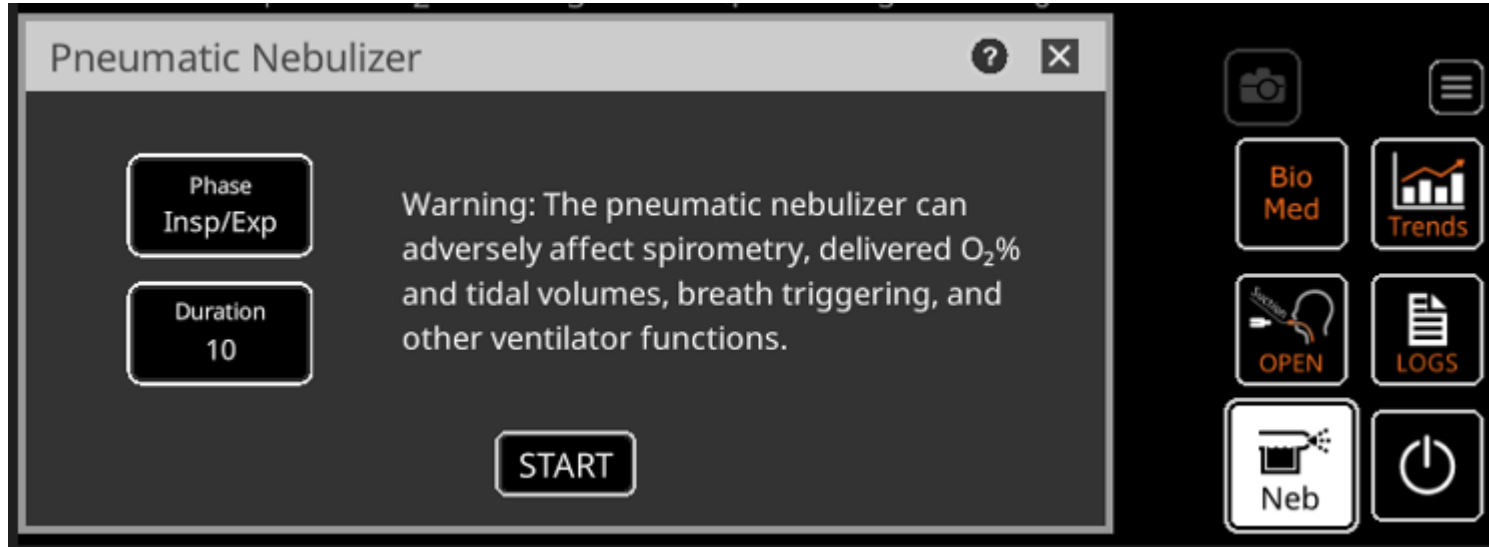 Pneumatic Nebulizer
?
Phase
Insp/Exp
Duration
10
Warning: The pneumatic nebulizer can
adversely affect spirometry, delivered O₂%
and tidal volumes, breath triggering, and
other ventilator functions.
START
Bio
Med
Trends
Suction
OPEN
LOGS
Neb